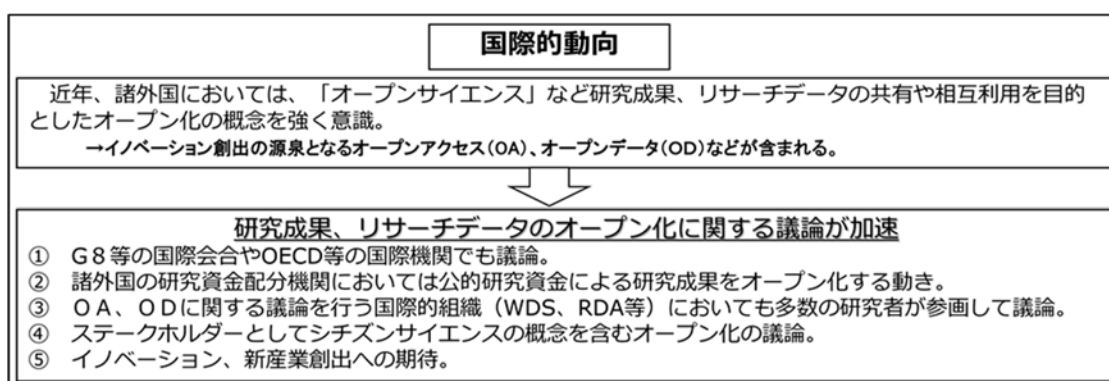 国際的動向
近年、諸外国においては、「オープンサイエンス」など研究成果、リサーチデータの共有や相互利用を目的
としたオープン化の概念を強く意識。
→イノベーション創出の源泉となるオープンアクセス(OA)、オープンデータ(OD)などが含まれる。
研究成果、リサーチデータのオープン化に関する議論が加速
① G８等の国際会合やOECD等の国際機関でも議論。
② 諸外国の研究資金配分機関においては公的研究資金による研究成果をオープン化する動き。
③ ＯＡ、ＯＤに関する議論を行う国際的組織（WDS、RDA等）においても多数の研究者が参画して議論。
④ ステークホルダーとしてシチズンサイエンスの概念を含むオープン化の議論。
⑤ イノベーション、新産業創出への期待。